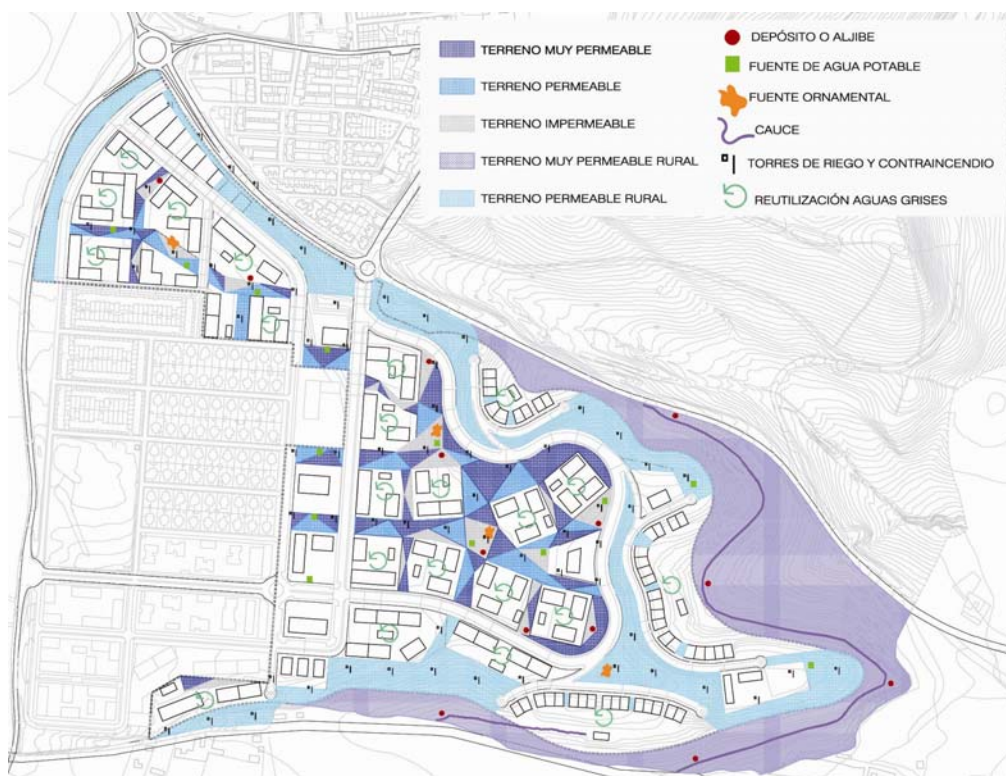 TERRENO MUY PERMEABLE
TERRENO PERMEABLE
TERRENO IMPERMEABLE
TERRENO MUY PERMEABLE RURAL
TERRENO PERMEABLE RURAL
DEPÓSITO O ALJIBE
FUENTE DE AGUA POTABLE
FUENTE ORNAMENTAL
CAUCE
TORRES DE RIEGO Y CONTRAINCENDIO
REUTILIZACIÓN AGUAS GRISES